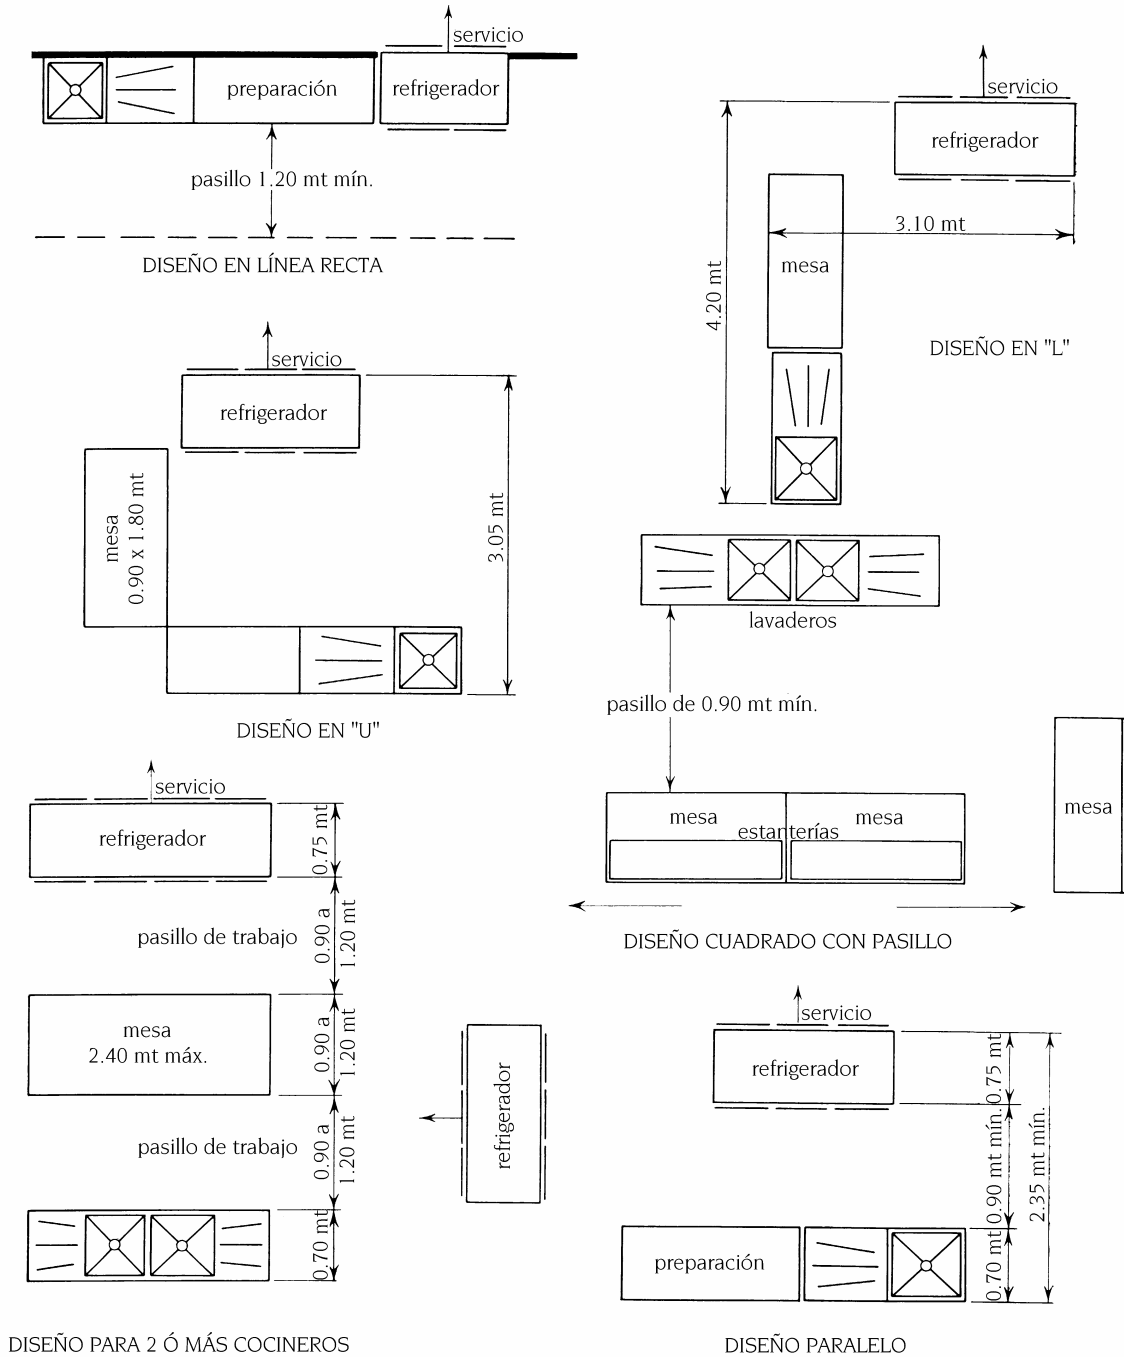 servicio
preparación
refrigerador
pasillo 1.20 mt mín.
DISEÑO EN LÍNEA RECTA
servicio
refrigerador
3.10 mt
mesa
4.20 mt
DISEÑO EN "L"
servicio
refrigerador
mesa
0.90 x 1.80 mt
3.05 mt
DISEÑO EN "U"
lavaderos
pasillo de 0.90 mt mín.
mesa
mesa
estanterías
mesa
DISEÑO CUADRADO CON PASILLO
servicio
refrigerador
0.75 mt
pasillo de trabajo
0.90 a
1.20 mt
mesa
2.40 mt máx.
0.90 a
1.20 mt
pasillo de trabajo
0.90 a
1.20 mt
0.70 mt
DISEÑO PARA 2 Ó MÁS COCINEROS
refrigerador
servicio
refrigerador
0.75 mt
0.90 mt mín.
2.35 mt mín.
preparación
0.70 mt
DISEÑO PARALELO